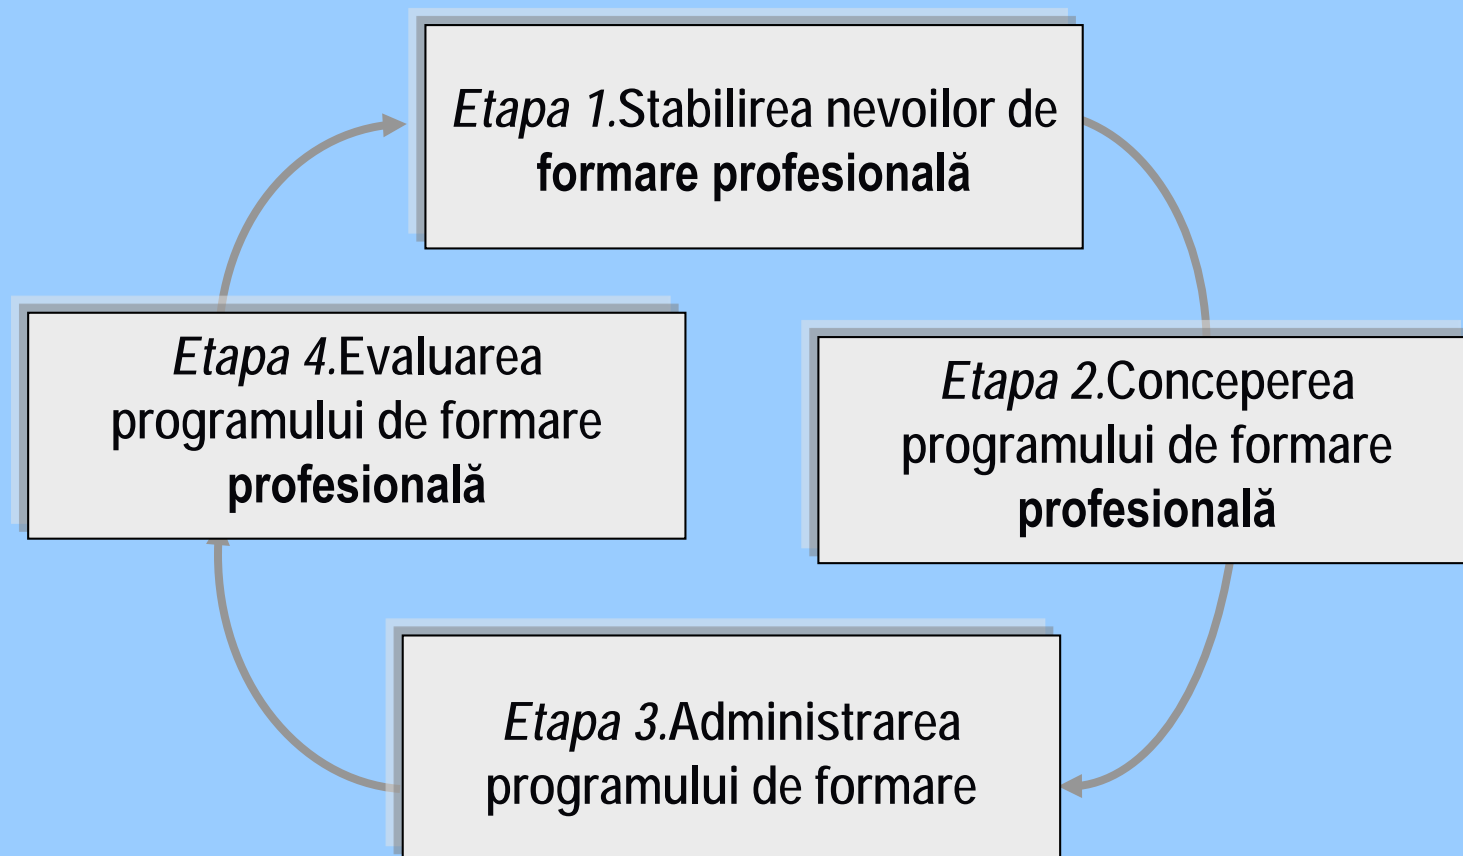 Etapa 1.Stabilirea nevoilor de
formare profesională
Etapa 4.Evaluarea
programului de formare
profesională
Etapa 2.Conceperea
programului de formare
profesională
Etapa 3.Administrarea
programului de formare